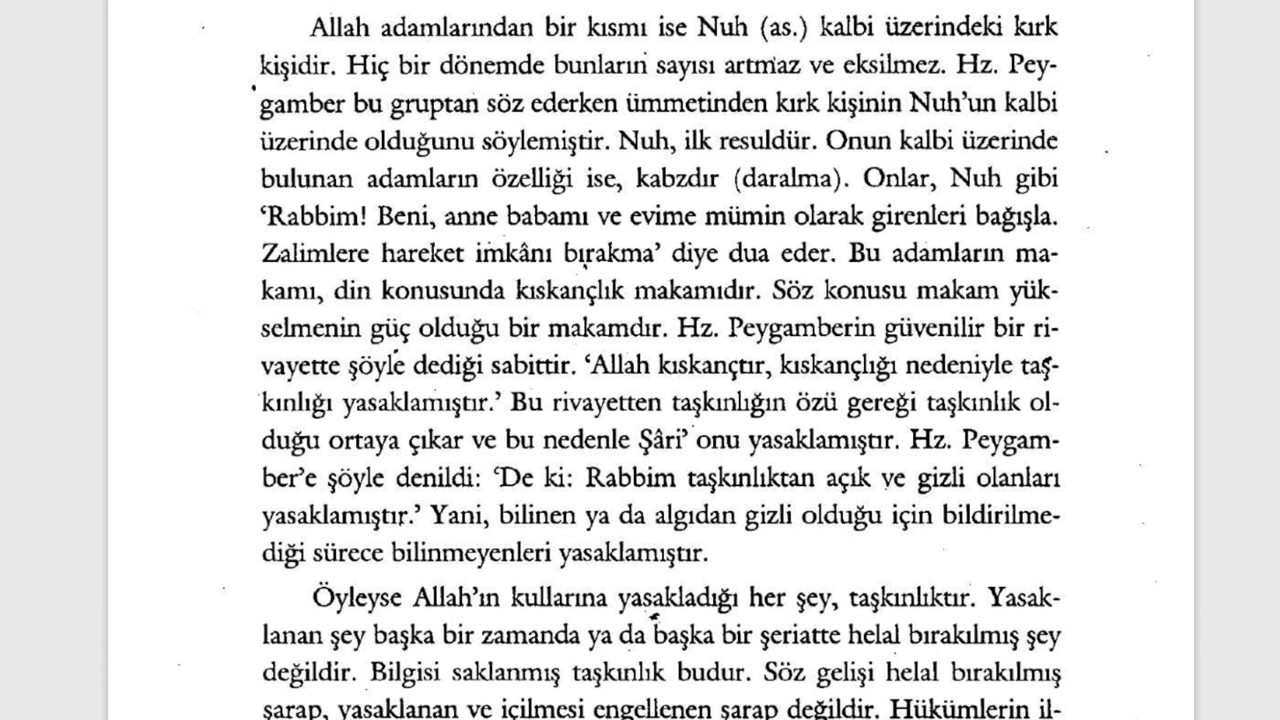 Allah adamlarından bir kısmı ise Nuh (as.) kalbi üzerindeki kırk
kişidir. Hiç bir dönemde bunların sayısı artmaz ve eksilmez. Hz. Pey-
gamber bu gruptan söz ederken ümmetinden kırk kişinin Nuh’un kalbi
üzerinde olduğunu söylemiştir. Nuh, ilk resuldür. Onun kalbi üzerinde
bulunan adamların özelliği ise, kabzdır (daralma). Onlar, Nuh gibi
‘Rabbim! Beni, anne babamı ve evime mümin olarak girenleri bağışla.
Zalimlere hareket imkânı bırakma’ diye dua eder. Bu adamların ma-
kamı, din konusunda kıskançlık makamıdır. Söz konusu makam yük-
selmenin güç olduğu bir makamdır. Hz. Peygamberin güvenilir bir ri-
vayette şöyle dediği sabittir. ‘Allah kıskançtır, kıskançlığı nedeniyle taş-
kınlığı yasaklamıştır.’ Bu rivayetten taşkınlığın özü gereği taşkınlık ol-
duğu ortaya çıkar ve bu nedenle Şâri’ onu yasaklamıştır. Hz. Peygam-
ber’e şöyle denildi: ‘De ki: Rabbim taşkınlıktan açık ve gizli olanları
yasaklamıştır.’ Yani, bilinen ya da algıdan gizli olduğu için bildirilme-
diği sürece bilinmeyenleri yasaklamıştır.
Öyleyse Allah’ın kullarına yasakladığı her şey, taşkınlıktır. Yasak-
lanan şey başka bir zamanda ya da başka bir şeriatte helal bırakılmış şey
değildir. Bilgisi saklanmış taşkınlık budur. Söz gelişi helal bırakılmış
şarap, yasaklanan ve içilmesi engellenen şarap değildir. Hükümlerin il-